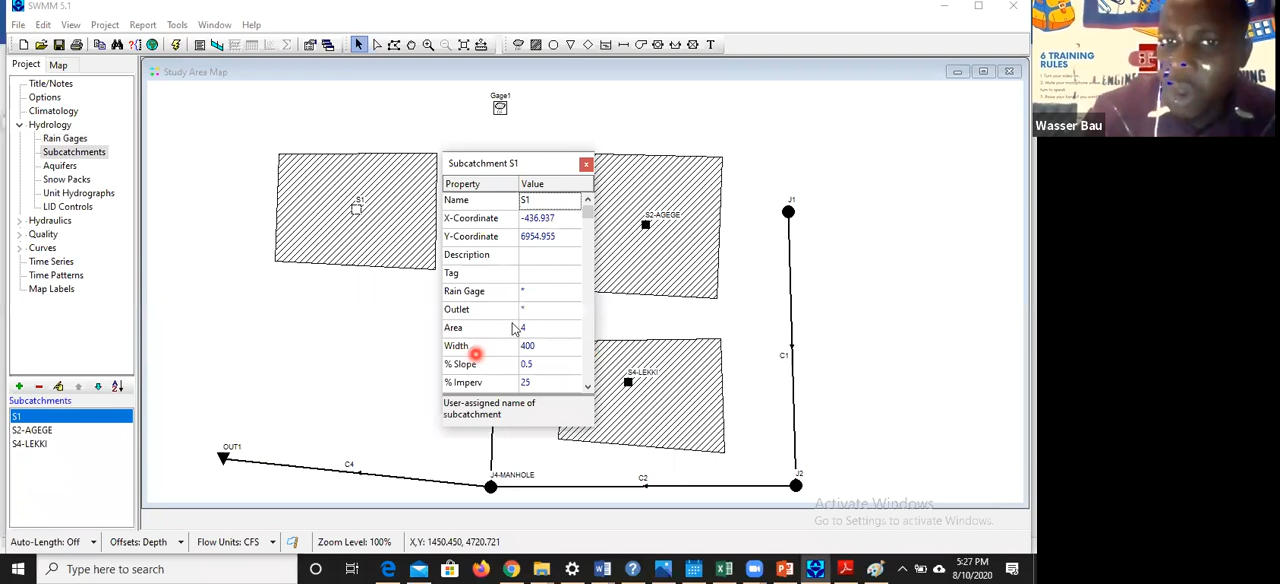 SWMM 5.1
File Edit View Project Report Tools Window Help
Project Map
Title/Notes
Options
Climatology
Hydrology
Rain Gages
Subcatchments
Aquifers
Snow Packs
Unit Hydrographs
LID Controls
Hydraulics
Quality
Curves
Time Series
Time Patterns
Map Labels
Subcatchments
S1
S2-AGEGE
S4-LEKKI
Study Area Map
Gage1
S1
S2-AGEGE
S4-LEKKI
J1
C1
J2
C2
J4-MANHOLE
C4
OUT1
Subcatchment S1
Property Value
Name S1
X-Coordinate -436.937
Y-Coordinate 6954.955
Description
Tag
Rain Gage *
Outlet *
Area 4
Width 400
% Slope 0.5
% Imperv 25
User-assigned name of
subcatchment
Activate Windows
Go to Settings to activate Windows.
Auto-Length: Off Offsets: Depth Flow Units: CFS Zoom Level: 100% X,Y: 1450.450, 4720.721
Type here to search
5:27 PM
8/10/2020
6 TRAINING
RULES
Wasser Bau